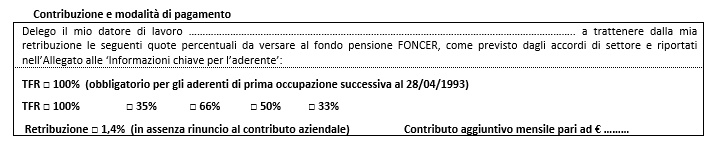 Contribuzione e modalità di pagamento
Delego il mio datore di lavoro ........................................................................................................................ a trattenere dalla mia
retribuzione le seguenti quote percentuali da versare al fondo pensione FONCER, come previsto dagli accordi di settore e riportati
nell'Allegato alle 'Informazioni chiave per l'aderente':
TFR □ 100% (obbligatorio per gli aderenti di prima occupazione successiva al 28/04/1993)
TFR □ 100% □ 35% □ 66% □ 50% □ 33%
Retribuzione □ 1,4% (in assenza rinuncio al contributo aziendale) Contributo aggiuntivo mensile pari ad € .........